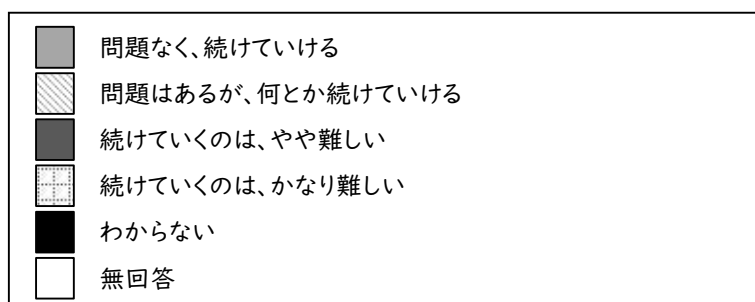 問題なく、続けていける
問題はあるが、何とか続けていける
続けていくのは、やや難しい
続けていくのは、かなり難しい
わからない
無回答